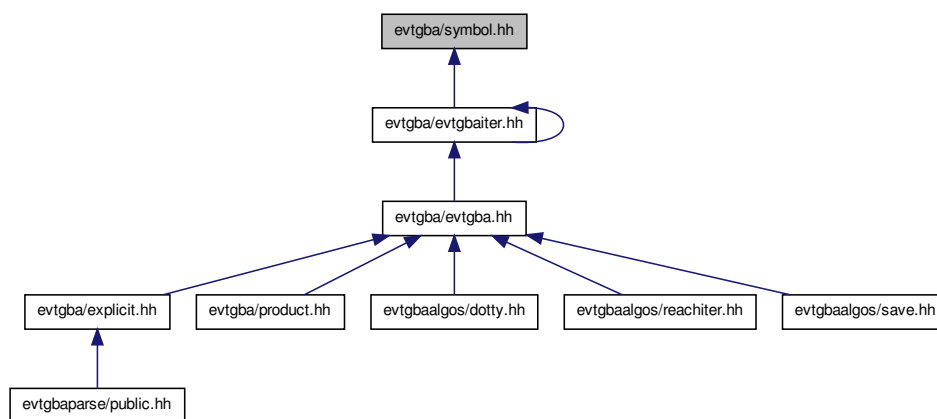 evtgba/symbol.hh
evtgba/evtgbaiter.hh
evtgba/evtgba.hh
evtgba/explicit.hh
evtgba/product.hh
evtgbaalgos/dotty.hh
evtgbaalgos/reachiter.hh
evtgbaalgos/save.hh
evtgbaparse/public.hh